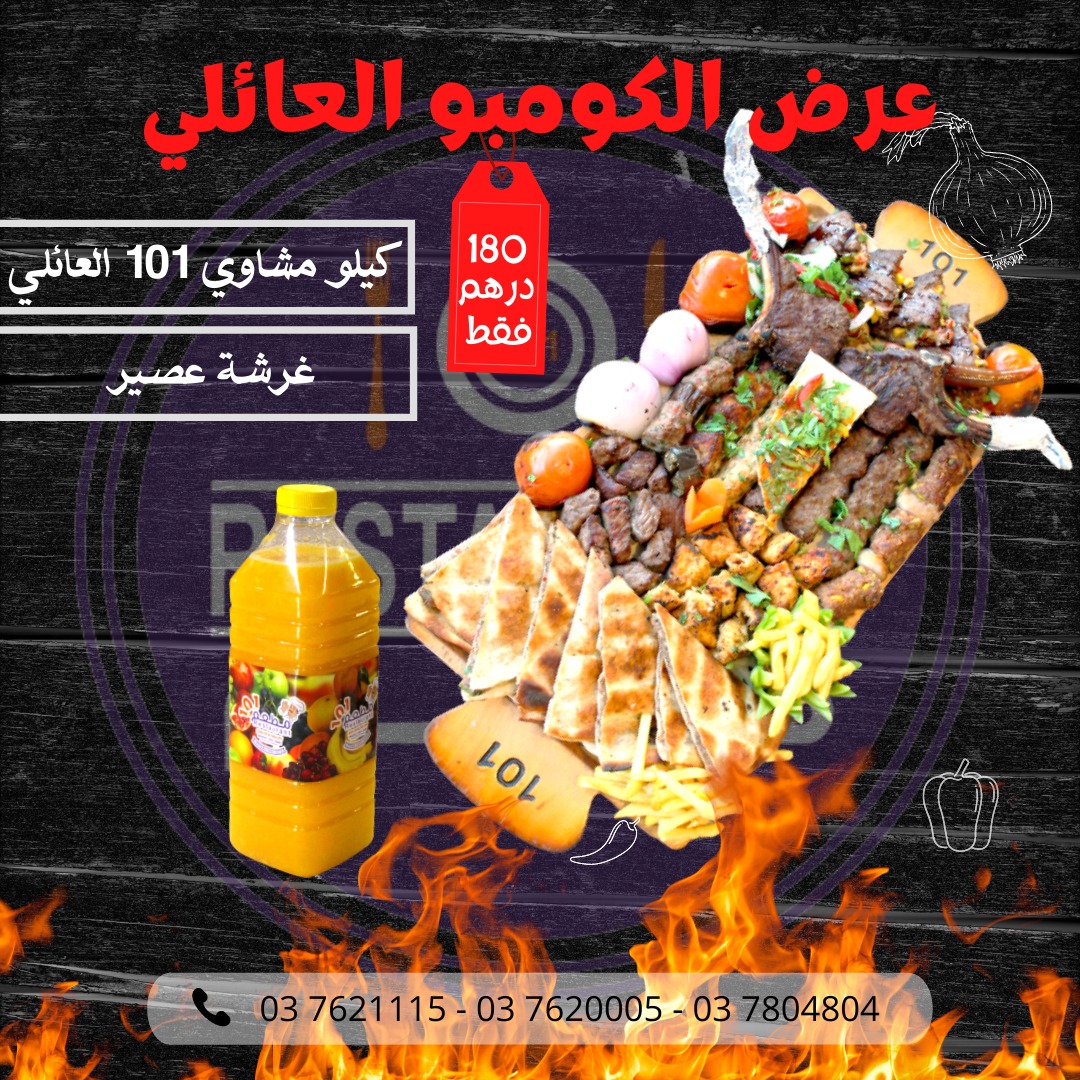 عرض الكومبو العائلي
180
درهم
فقط
كيلو مشاوي 101 العائلي
غرشة عصير
101
101
03 7621115 - 03 7620005 - 03 7804804